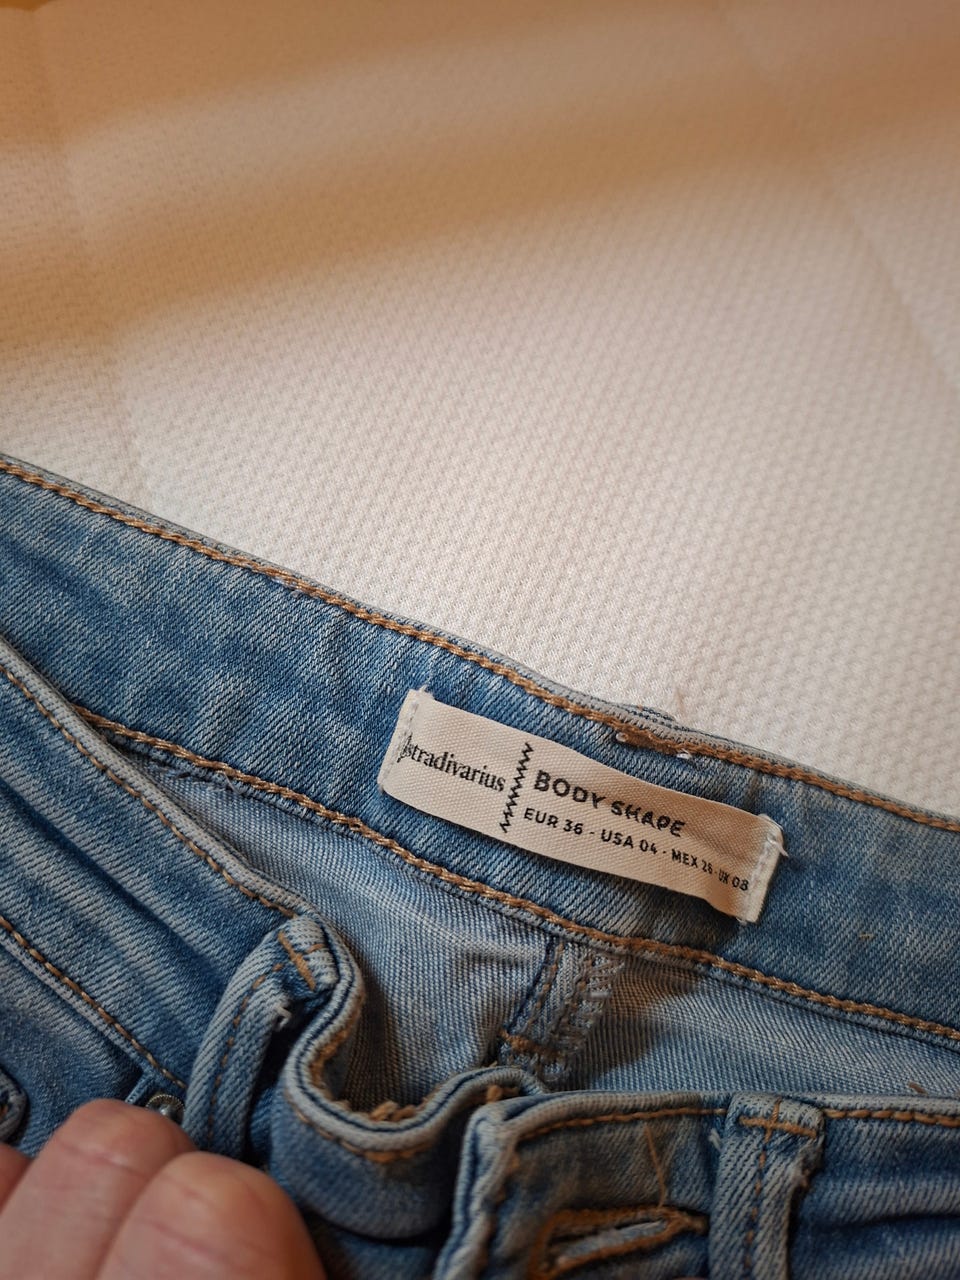 stradivarius
BODY SHAPE
EUR 36 - USA 04 - MEX 26 - UK 08